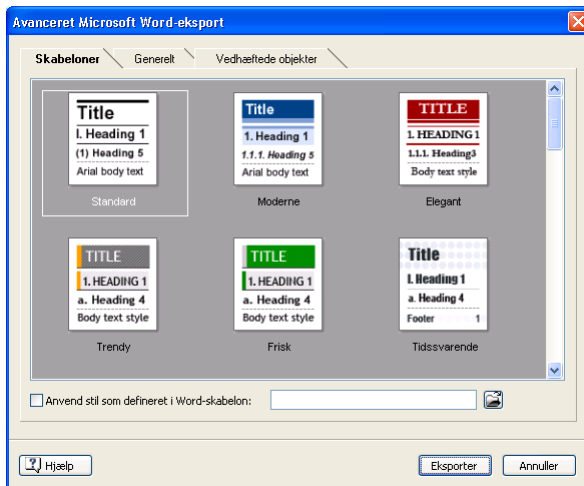 Avanceret Microsoft Word-eksport
Skabeloner Generelt Vedhæftede objekter
Title
I. Heading 1
(1) Heading 5
Arial body text
Standard
Title
1. Heading 1
1.1.1. Heading 5
Arial body text
Moderne
TITLE
1. HEADING 1
1.1.1. Heading3
Body text style
Elegant
TITLE
1. HEADING 1
a. Heading 4
Body text style
Trendy
TITLE
1. HEADING 1
a. Heading 4
Body text style
Frisk
Title
I. Heading 1
a. Heading 4
Footer 1
Tidssvarende
Anvend stil som defineret i Word-skabelon:
Hjælp Eksporter Annuller